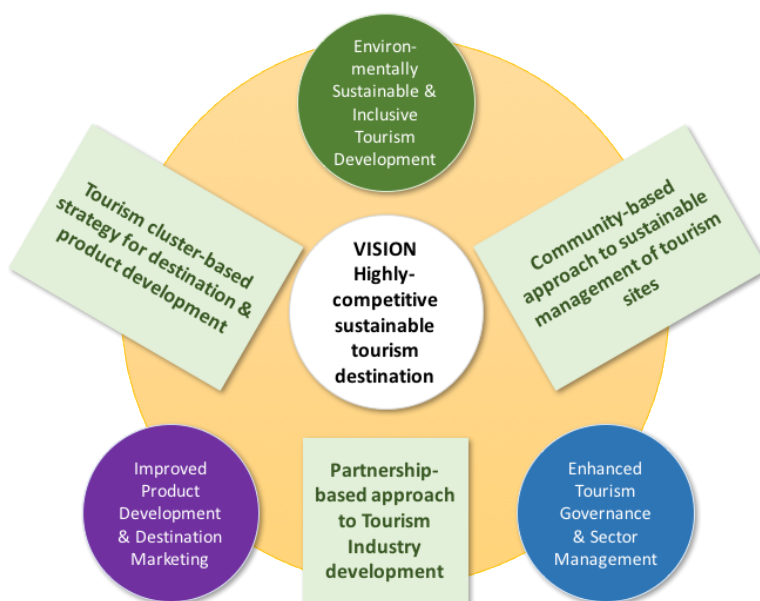 Environ-
mentally
Sustainable &
Inclusive
Tourism
Development
Tourism cluster-based
strategy for destination &
product development
Community-based
approach to sustainable
management of tourism
sites
VISION
Highly-
competitive
sustainable
tourism
destination
Improved
Product
Development
& Destination
Marketing
Partnership-
based approach
to Tourism
Industry
development
Enhanced
Tourism
Governance
& Sector
Management